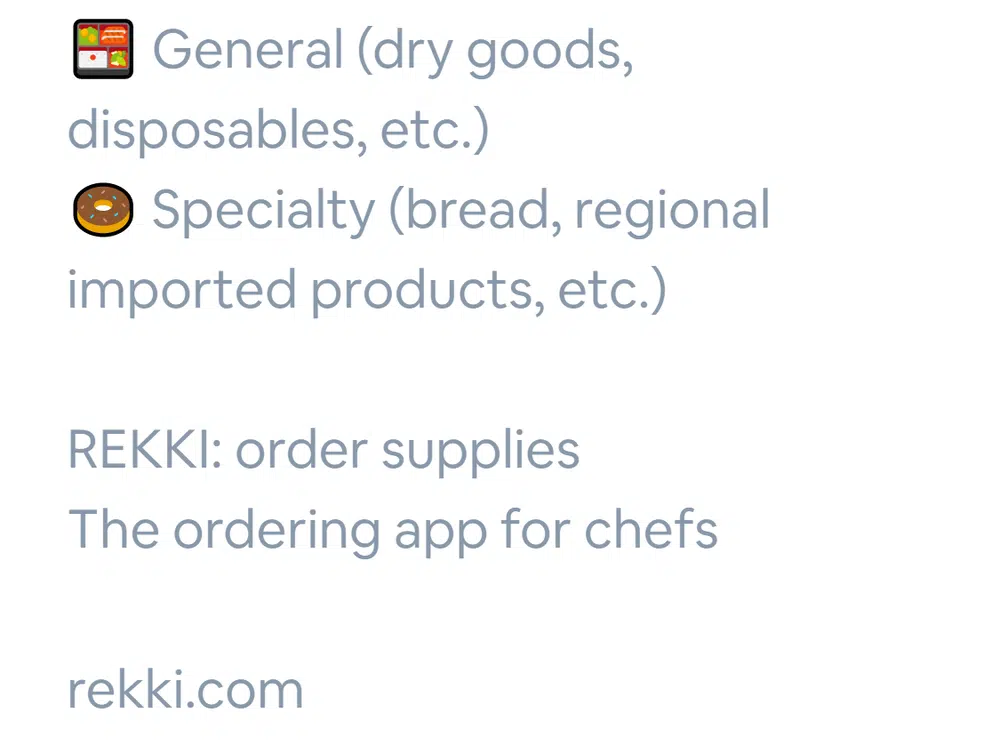 🍱 General (dry goods,
disposables, etc.)
🍩 Specialty (bread, regional
imported products, etc.)
REKKI: order supplies
The ordering app for chefs
rekki.com